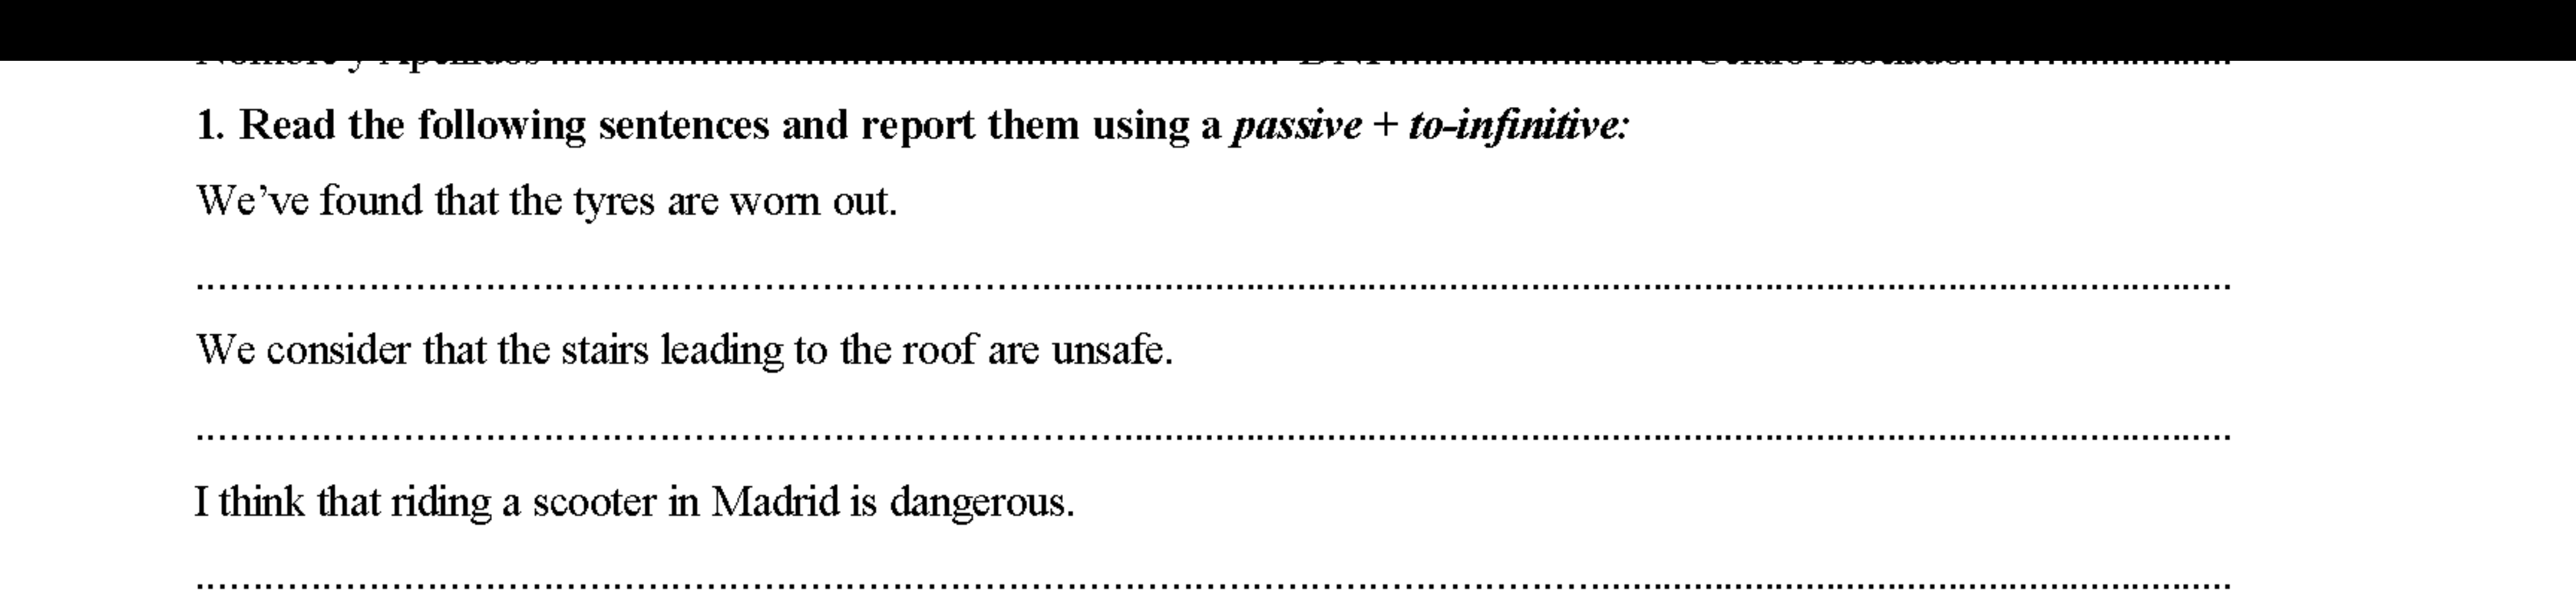 1. Read the following sentences and report them using a passive + to-infinitive:
We've found that the tyres are worn out.
We consider that the stairs leading to the roof are unsafe.
I think that riding a scooter in Madrid is dangerous.